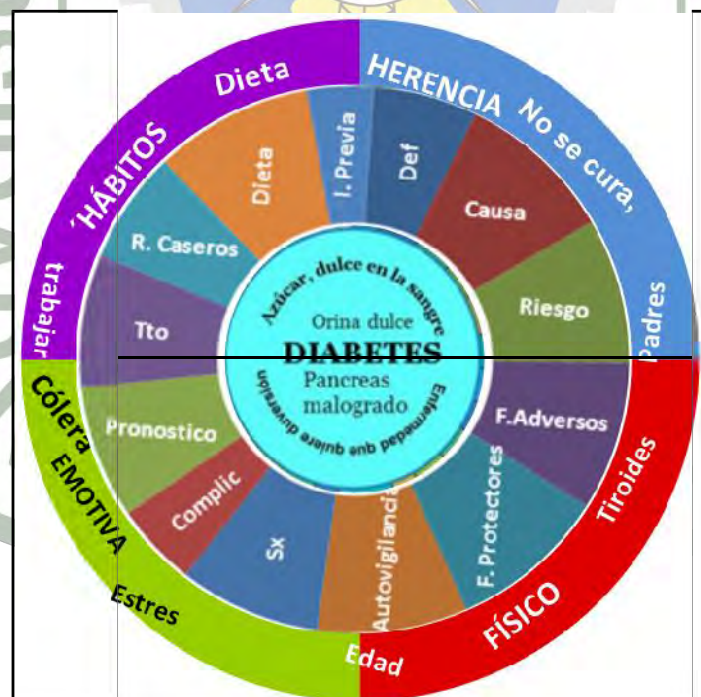 Dieta
HERENCIA
No se cura,
Padres
´HÁBITOS
trabajar
Cólera
EMOTIVA
Estres
Edad
FÍSICO
Tiroides
I. Previa
Def
Causa
Riesgo
F.Adversos
F. Protectores
Autovigilancia
Sx
Complic
Pronostico
Tto
R. Caseros
Dieta
Azúcar, dulce en la sangre
Orina dulce
DIABETES
Pancreas
malogrado
Enfermedad que quiere duversión